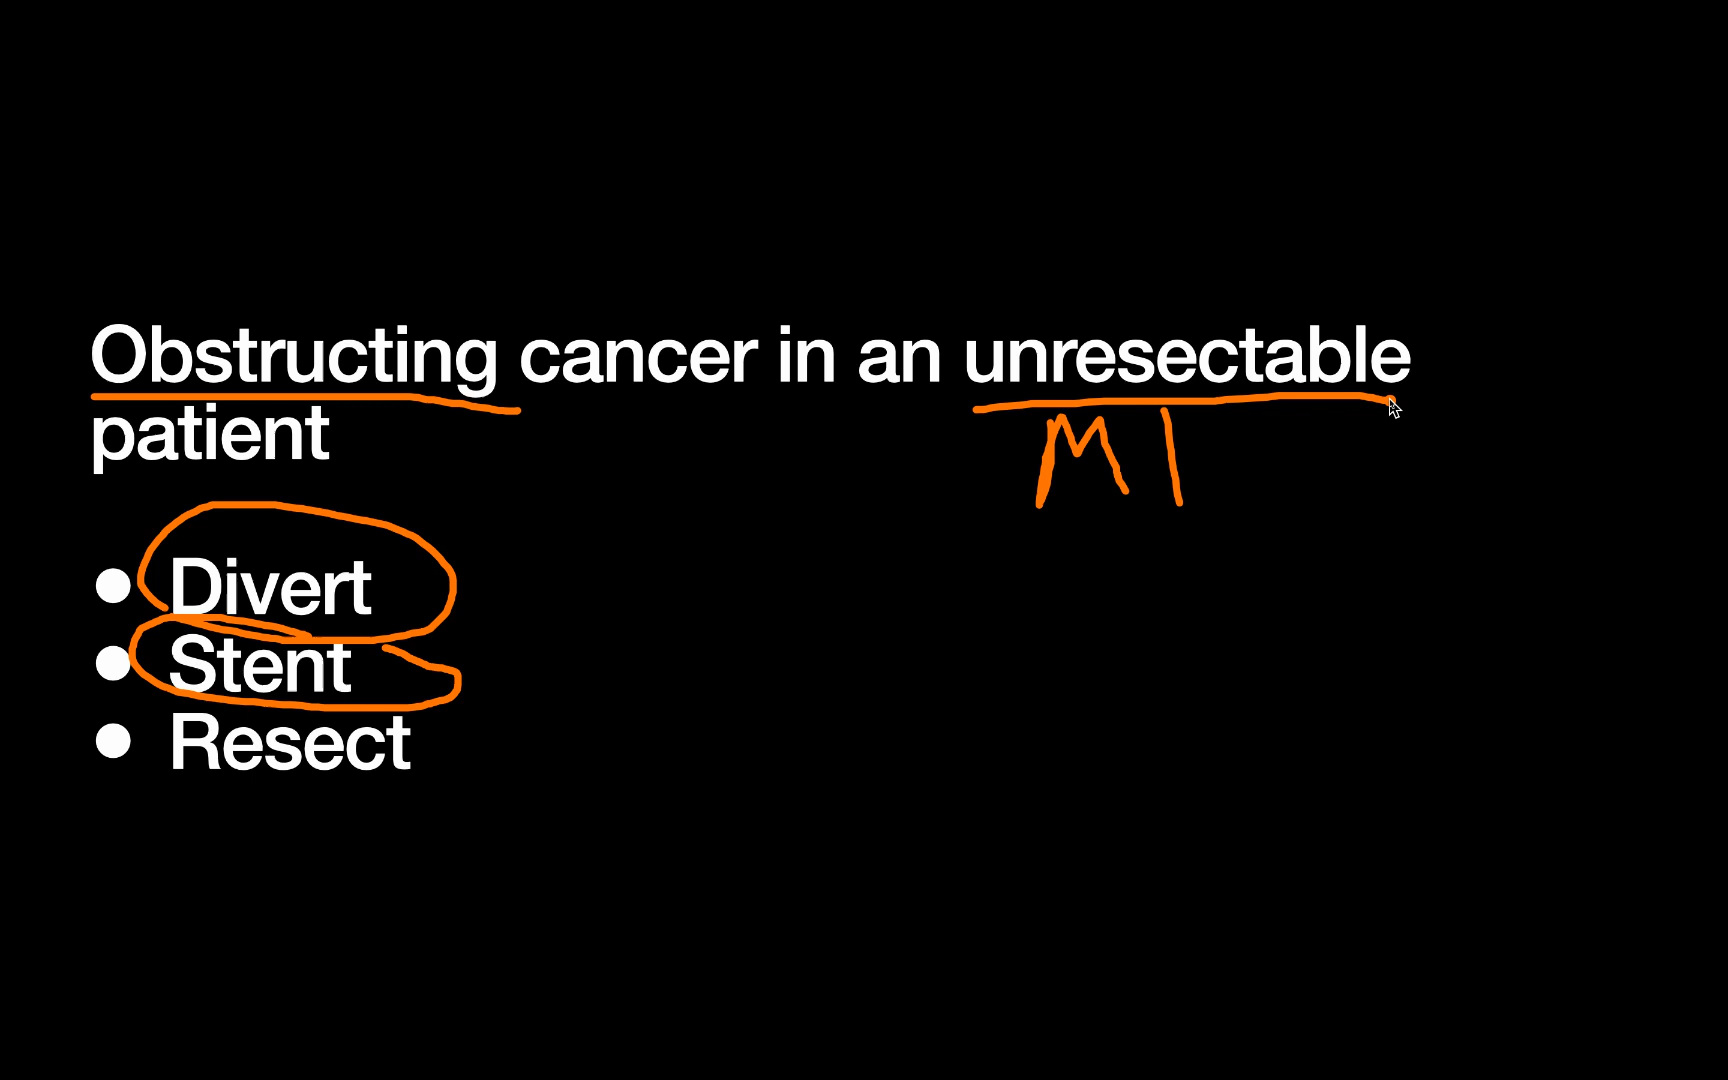 Obstructing cancer in an unresectable
patient
M1
● Divert
● Stent
● Resect